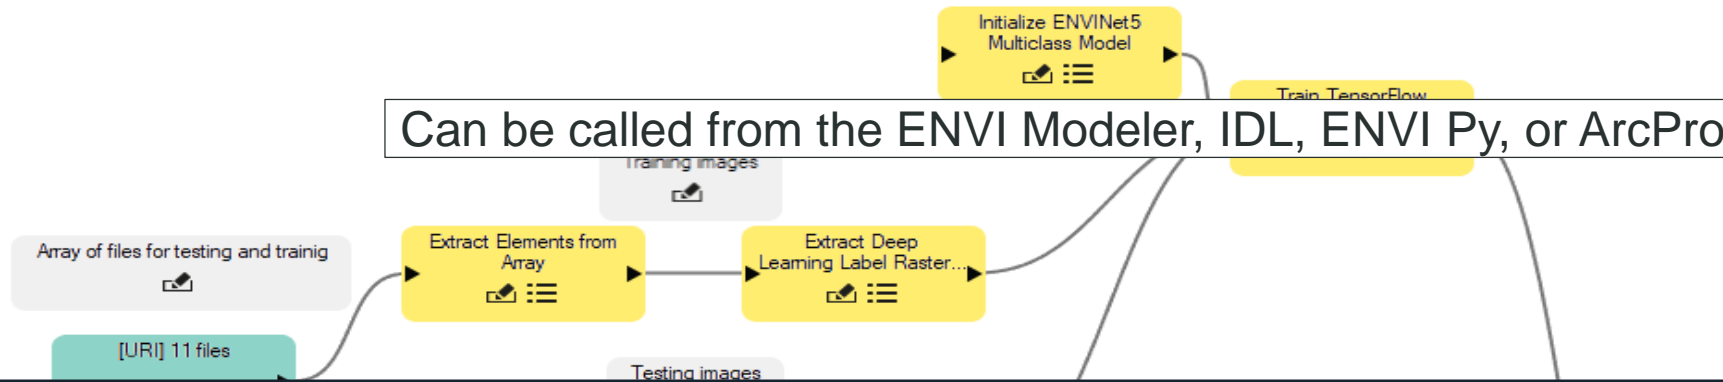 Initialize ENVINet5
Multiclass Model
Train TensorFlow
Can be called from the ENVI Modeler, IDL, ENVI Py, or ArcPro
Training images
Array of files for testing and trainig
Extract Elements from
Array
Extract Deep
Learning Label Raster...
[URI] 11 files
Testing images